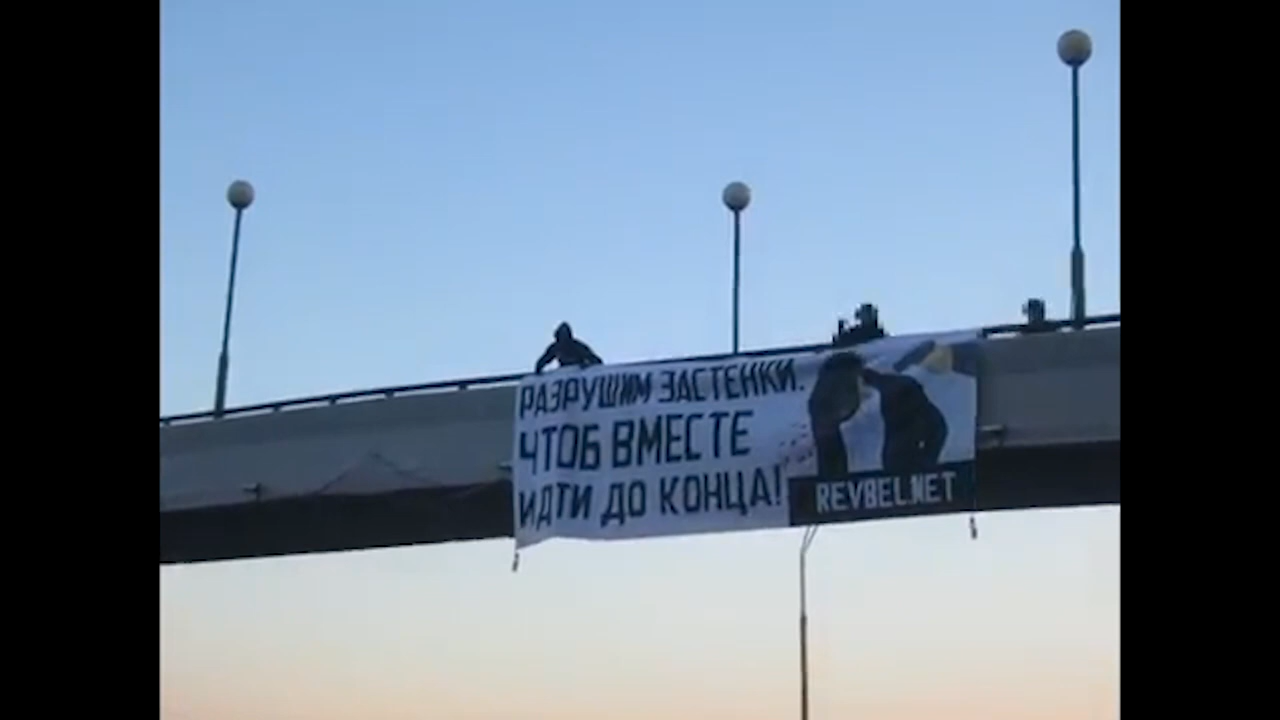 РАЗРУШИМ ЗАСТЕНКИ.
ЧТОБ ВМЕСТЕ
ИДТИ ДО КОНЦА!
REVBEL.NET